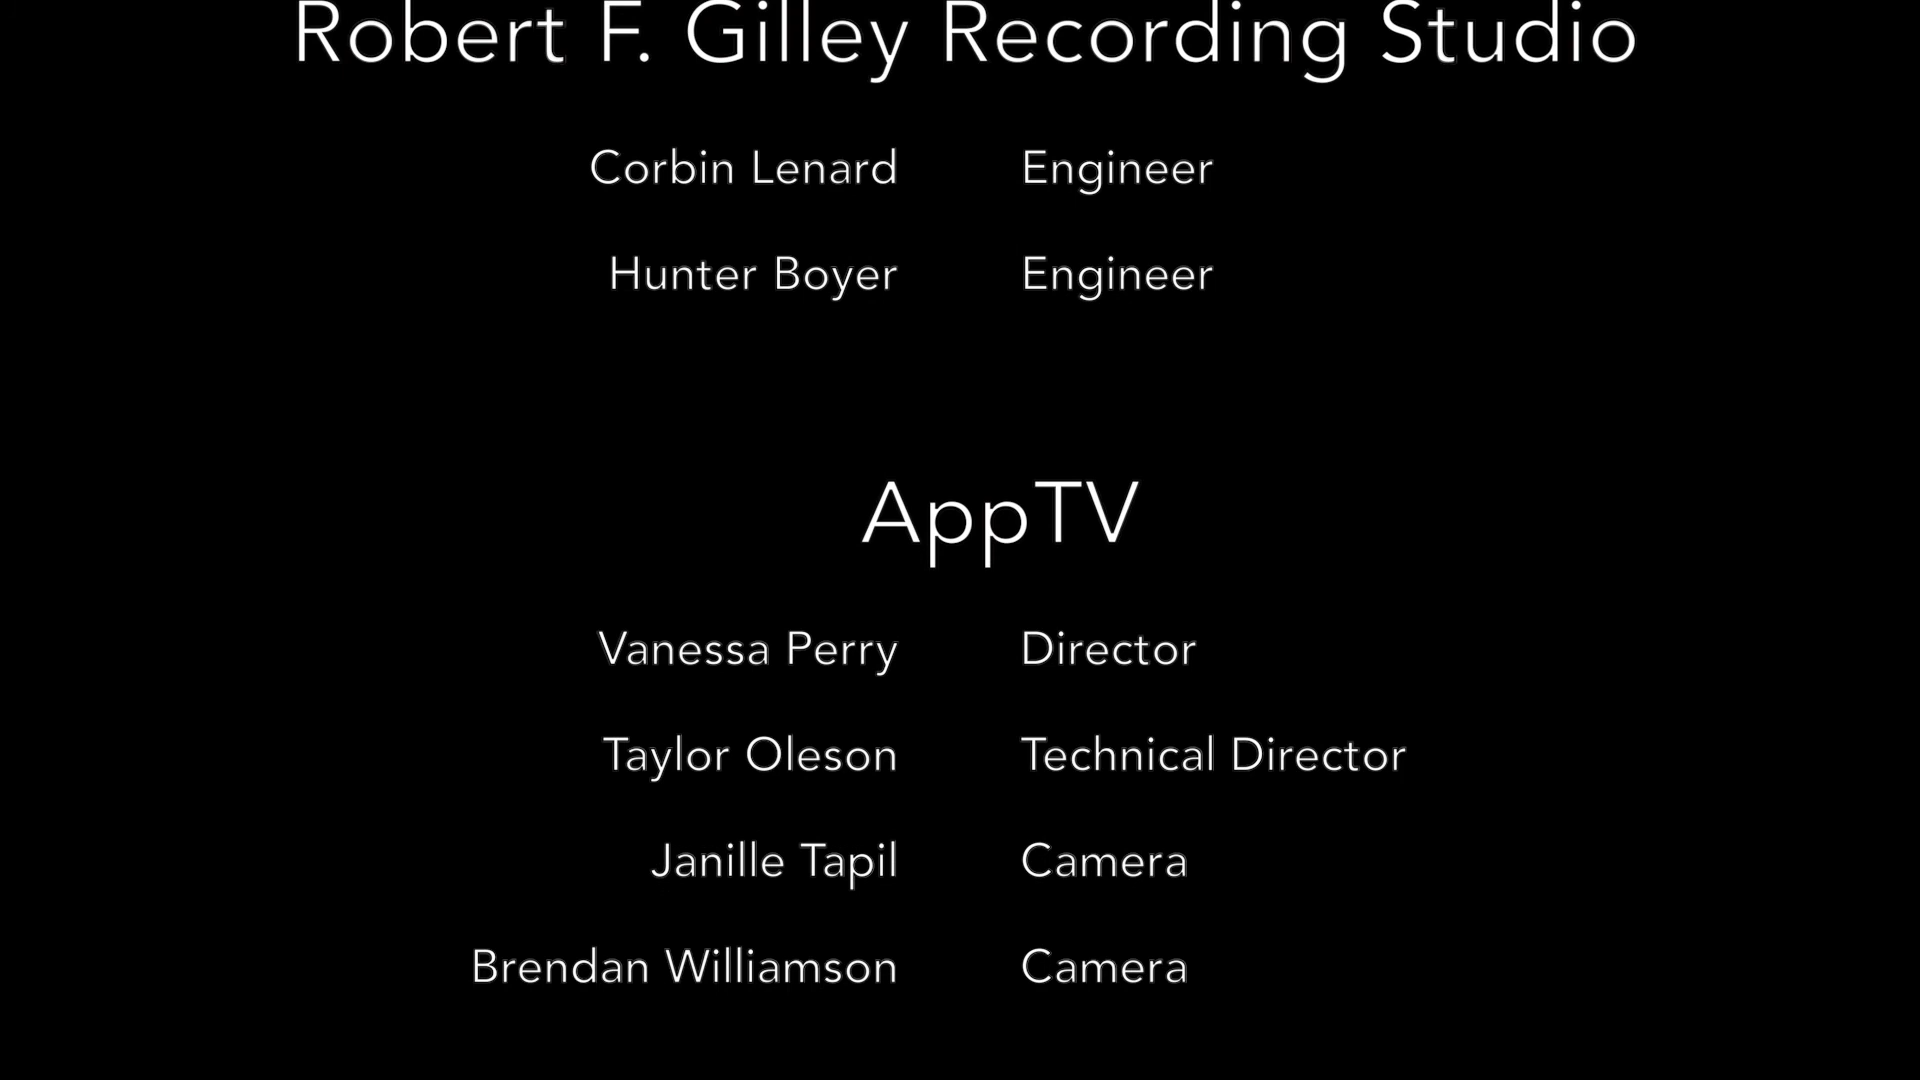 Robert F. Gilley Recording Studio
Corbin Lenard Engineer
Hunter Boyer Engineer
AppTV
Vanessa Perry Director
Taylor Oleson Technical Director
Janille Tapil Camera
Brendan Williamson Camera